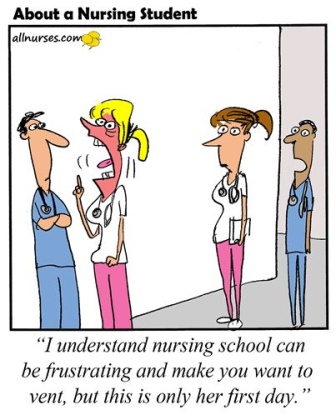 About a Nursing Student
allnurses.com
"I understand nursing school can
be frustrating and make you want to
vent, but this is only her first day."